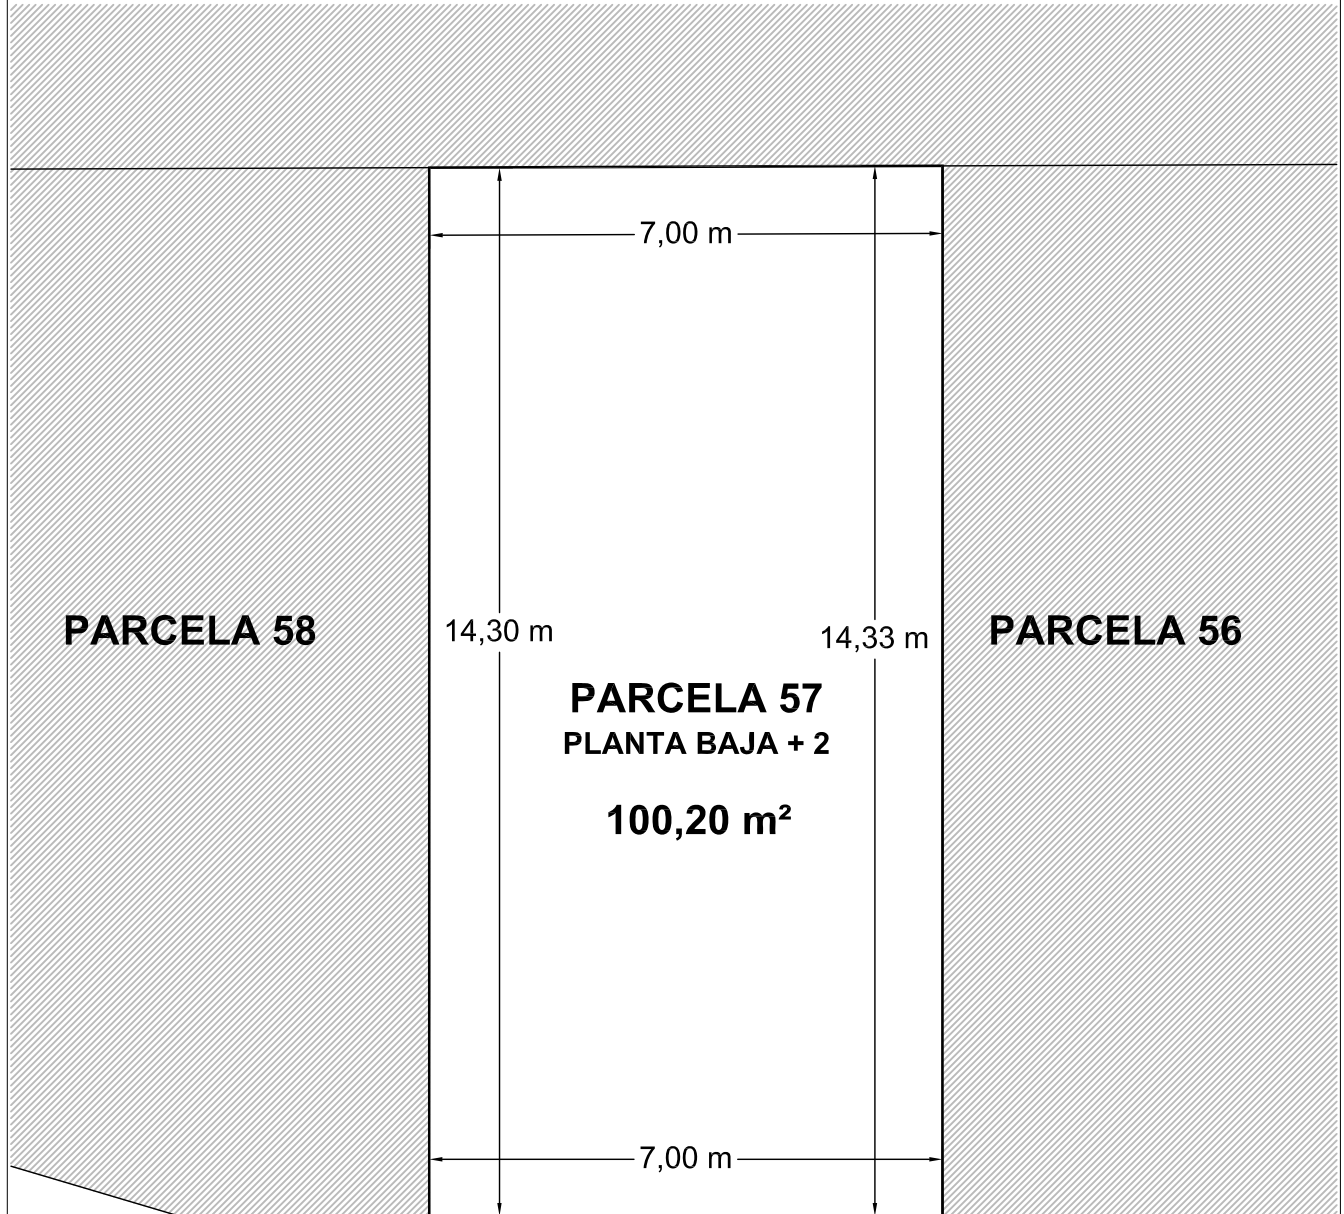 7,00 m
PARCELA 58
14,30 m
14,33 m
PARCELA 56
PARCELA 57
PLANTA BAJA + 2
100,20 m²
7,00 m